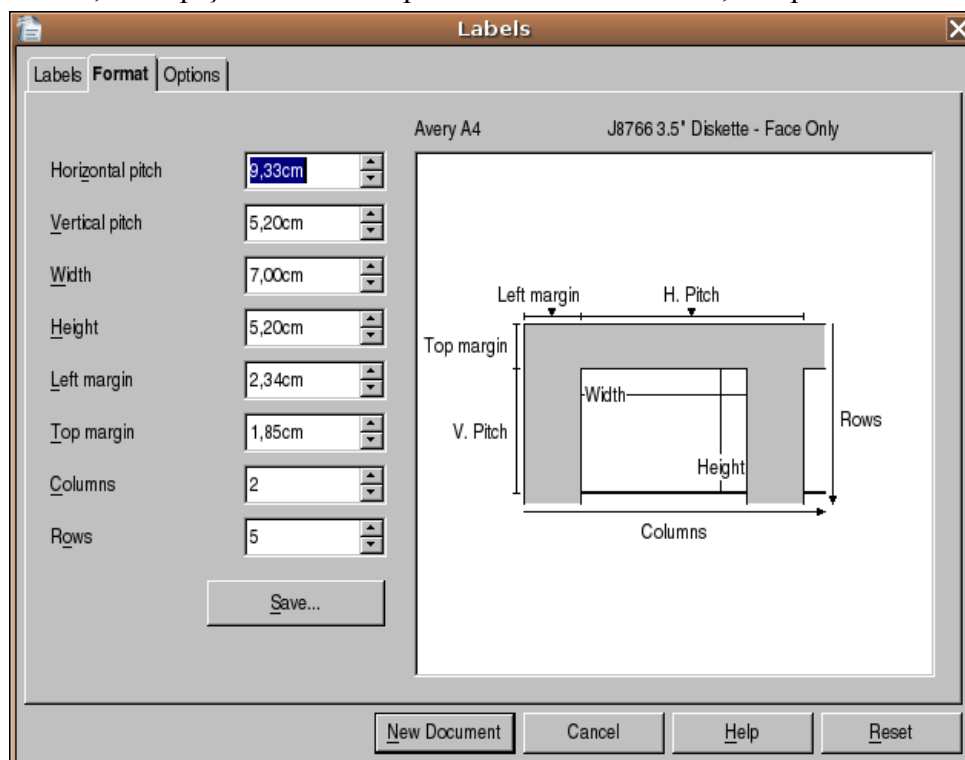 Labels
Labels Format Options
Avery A4 J8766 3.5" Diskette - Face Only
Horizontal pitch 9,33cm
Vertical pitch 5,20cm
Width 7,00cm
Height 5,20cm
Left margin 2,34cm
Top margin 1,85cm
Columns 2
Rows 5
Save...
Left margin H. Pitch
Top margin
Width
V. Pitch
Rows
Height
Columns
New Document Cancel Help Reset